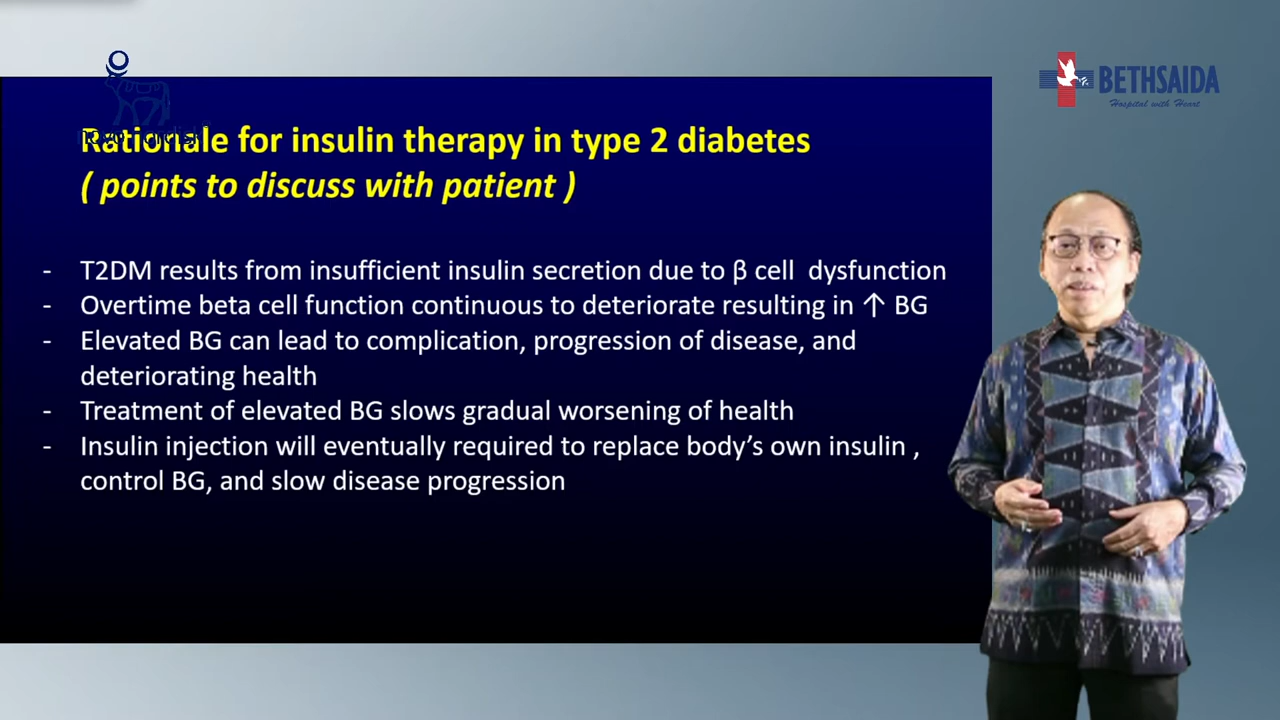 novo nordisk
BETHSAIDA
Hospital with Heart
Rationale for insulin therapy in type 2 diabetes
( points to discuss with patient )
- T2DM results from insufficient insulin secretion due to β cell dysfunction
- Overtime beta cell function continuous to deteriorate resulting in ↑ BG
- Elevated BG can lead to complication, progression of disease, and
deteriorating health
- Treatment of elevated BG slows gradual worsening of health
- Insulin injection will eventually required to replace body’s own insulin ,
control BG, and slow disease progression